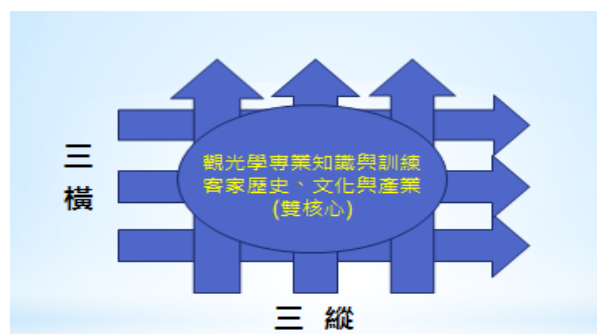 三
橫
觀光學專業知識與訓練
客家歷史、文化與產業
(雙核心)
三 縱